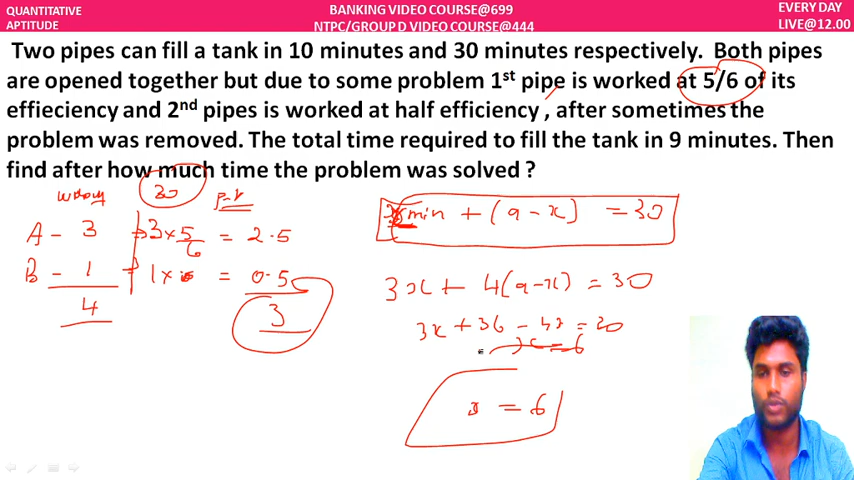 QUANTITATIVE
APTITUDE
BANKING VIDEO COURSE@699
NTPC/GROUP D VIDEO COURSE@444
EVERY DAY
LIVE@12.00
Two pipes can fill a tank in 10 minutes and 30 minutes respectively. Both pipes
are opened together but due to some problem 1st pipe is worked at 5/6 of its
effieciency and 2nd pipes is worked at half efficiency , after sometimes the
problem was removed. The total time required to fill the tank in 9 minutes. Then
find after how much time the problem was solved ?
30
A - 3 3 x 5/6 = 2.5
B - 1 1 x = 0.5
4
3
min + (9-x) = 30
3x + 4(9-x) = 30
3x + 36 - 4x = 30
x = 6
x = 6